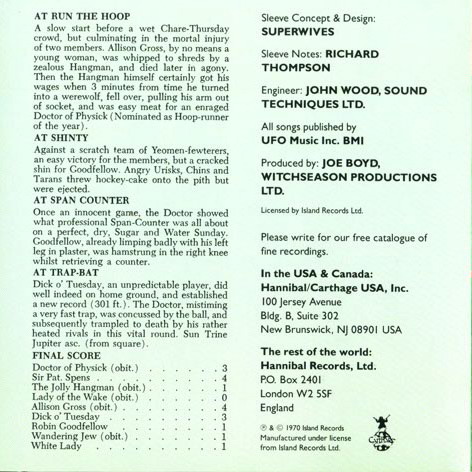 AT RUN THE HOOP
A slow start before a wet Chare-Thursday
crowd, but culminating in the mortal injury
of two members. Allison Gross, by no means a
young woman, was whipped to shreds by a
zealous Hangman, and died later in agony.
Then the Hangman himself certainly got his
wages when 3 minutes from time he turned
into a werewolf, fell over, pulling his arm out
of socket, and was easy meat for an enraged
Doctor of Physick (Nominated as Hoop-runner
of the year).
AT SHINTY
Against a scratch team of Yeomen-fewterers,
an easy victory for the members, but a cracked
shin for Goodfellow. Angry Urisks, Chins and
Tarans threw hockey-cake onto the pith but
were ejected.
AT SPAN COUNTER
Once an innocent game, the Doctor showed
what professional Span-Counter was all about
on a perfect, dry, Sugar and Water Sunday.
Goodfellow, already limping badly with his left
leg in plaster, was hamstrung in the right knee
whilst retrieving a counter.
AT TRAP-BAT
Dick o' Tuesday, an unpredictable player, did
well indeed on home ground, and established
a new record (301 ft.). The Doctor, mistiming
a very fast trap, was concussed by the ball, and
subsequently trampled to death by his rather
heated rivals in this vital round. Sun Trine
Jupiter asc. (from square).
FINAL SCORE
Doctor of Physick (obit.) . . . . . . 3
Sir Pat. Spens . . . . . . . . 4
The Jolly Hangman (obit.) . . . . . 1
Lady of the Wake (obit.) . . . . . 0
Allison Gross (obit.) . . . . . . 4
Dick o' Tuesday . . . . . . . 3
Robin Goodfellow . . . . . . . 1
Wandering Jew (obit.) . . . . . . 1
White Lady . . . . . . . . 1
Sleeve Concept & Design:
SUPERWIVES
Sleeve Notes: RICHARD
THOMPSON
Engineer: JOHN WOOD, SOUND
TECHNIQUES LTD.
All songs published by
UFO Music Inc. BMI
Produced by: JOE BOYD,
WITCHSEASON PRODUCTIONS
LTD.
Licensed by Island Records Ltd.
Please write for our free catalogue of
fine recordings.
In the USA & Canada:
Hannibal/Carthage USA, Inc.
100 Jersey Avenue
Bldg. B, Suite 302
New Brunswick, NJ 08901 USA
The rest of the world:
Hannibal Records, Ltd.
P.O. Box 2401
London W2 5SF
England
℗ & © 1970 Island Records
Manufactured under license
from Island Records Ltd.